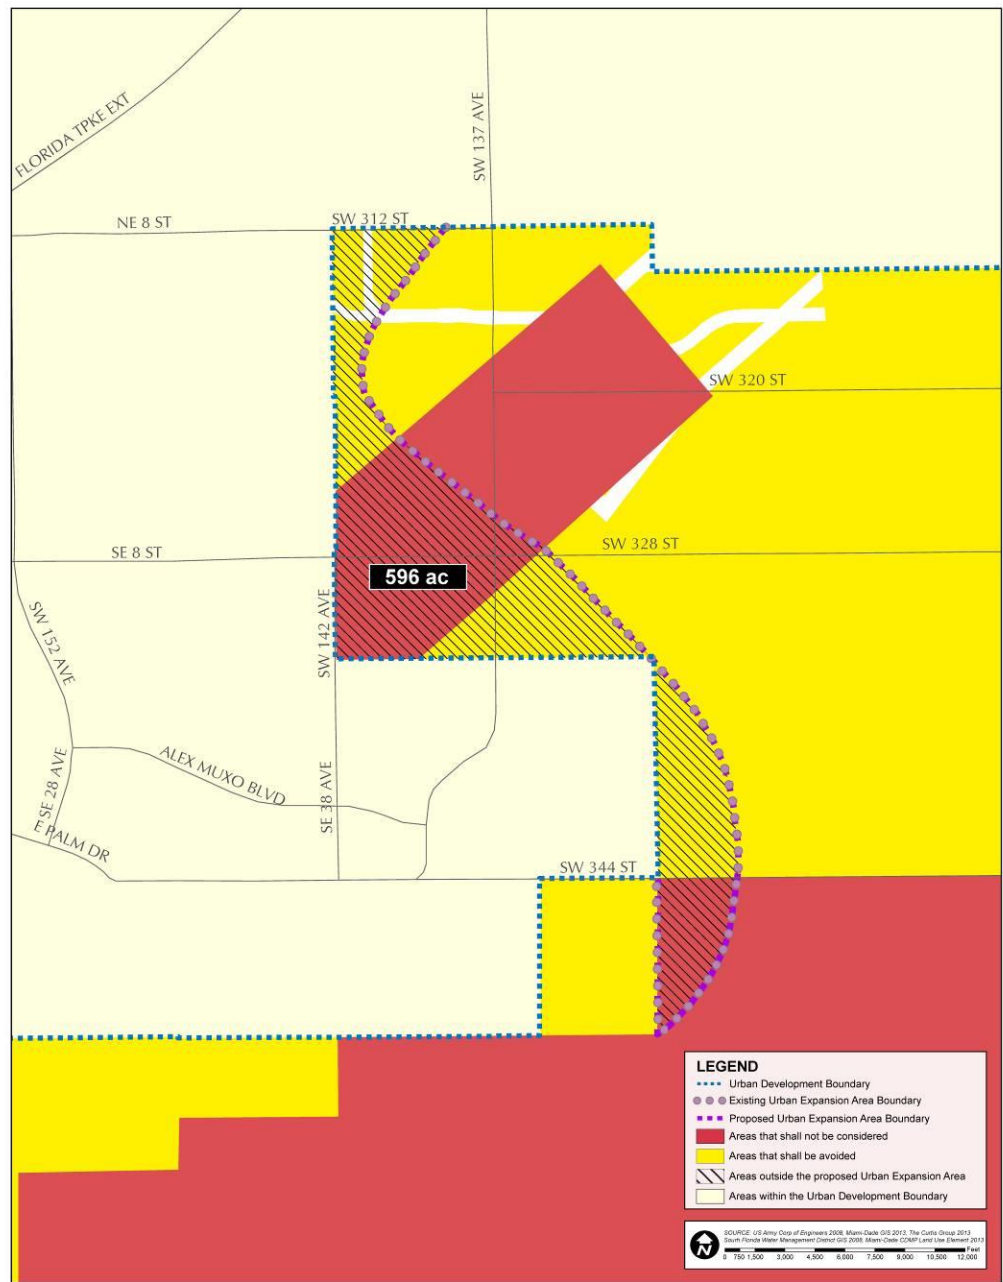 FLORIDA TPKE EXT
SW 137 AVE
NE 8 ST
SW 312 ST
SW 320 ST
SE 8 ST
SW 328 ST
596 ac
SW 142 AVE
SW 152 AVE
SE 28 AVE
ALEX MUXO BLVD
SE 38 AVE
E PALM DR
SW 344 ST
LEGEND
Urban Development Boundary
Existing Urban Expansion Area Boundary
Proposed Urban Expansion Area Boundary
Areas that shall not be considered
Areas that shall be avoided
Areas outside the proposed Urban Expansion Area
Areas within the Urban Development Boundary
N
SOURCE: US Army Corp of Engineers 2008, Miami-Dade GIS 2013, The Curtis Group 2013
South Florida Water Management District GIS 2008, Miami-Dade CDMP Land Use Element 2013
Feet
0 750 1,500 3,000 4,500 6,000 7,500 9,000 10,500 12,000